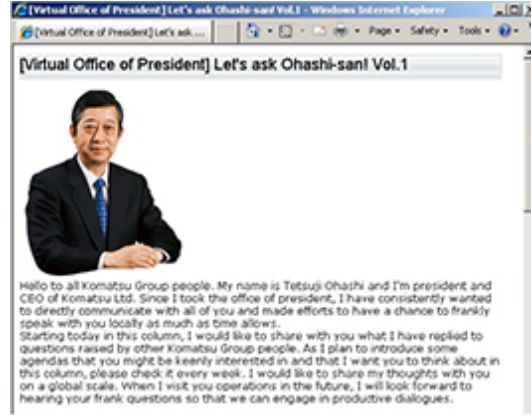 [Virtual Office of President] Let's ask Ohashi-san! Vol.1 - Windows Internet Explorer
[Virtual Office of President] Let's ask ...
Page Safety Tools
[Virtual Office of President] Let's ask Ohashi-san! Vol.1
Hello to all Komatsu Group people. My name is Tetsuji Ohashi and I'm president and
CEO of Komatsu Ltd. Since I took the office of president, I have consistently wanted
to directly communicate with all of you and made efforts to have a chance to frankly
speak with you locally as much as time allows.
Starting today in this column, I would like to share with you what I have replied to
questions raised by other Komatsu Group people. As I plan to introduce some
agendas that you might be keenly interested in and that I want you to think about in
this column, please check it every week. I would like to share my thoughts with you
on a global scale. When I visit you operations in the future, I will look forward to
hearing your frank questions so that we can engage in productive dialogues.